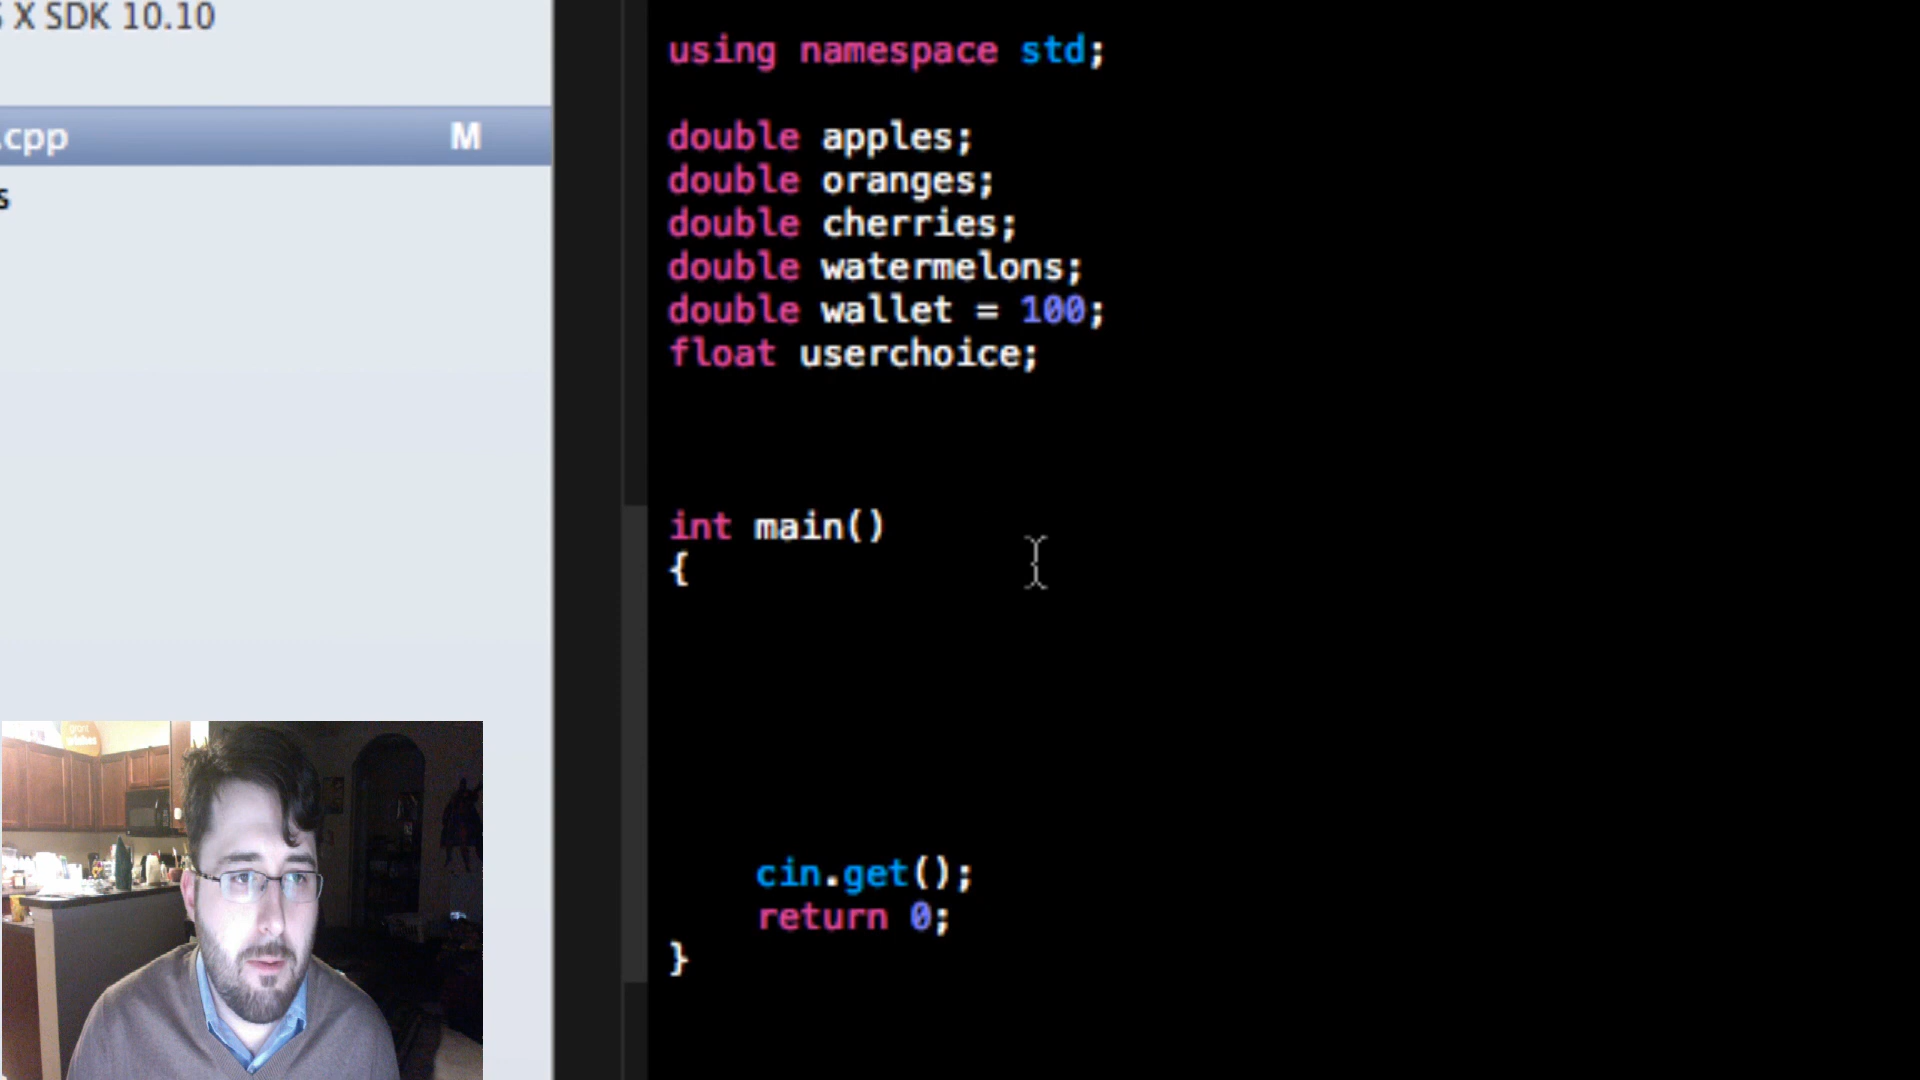 X SDK 10.10
.cpp M
s
using namespace std;
double apples;
double oranges;
double cherries;
double watermelons;
double wallet = 100;
float userchoice;
int main()
{
cin.get();
return 0;
}